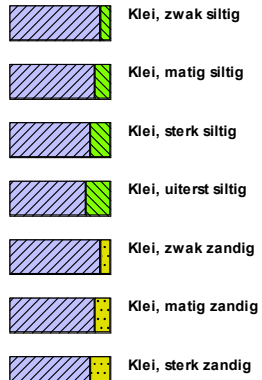 Klei, zwak siltig
Klei, matig siltig
Klei, sterk siltig
Klei, uiterst siltig
Klei, zwak zandig
Klei, matig zandig
Klei, sterk zandig